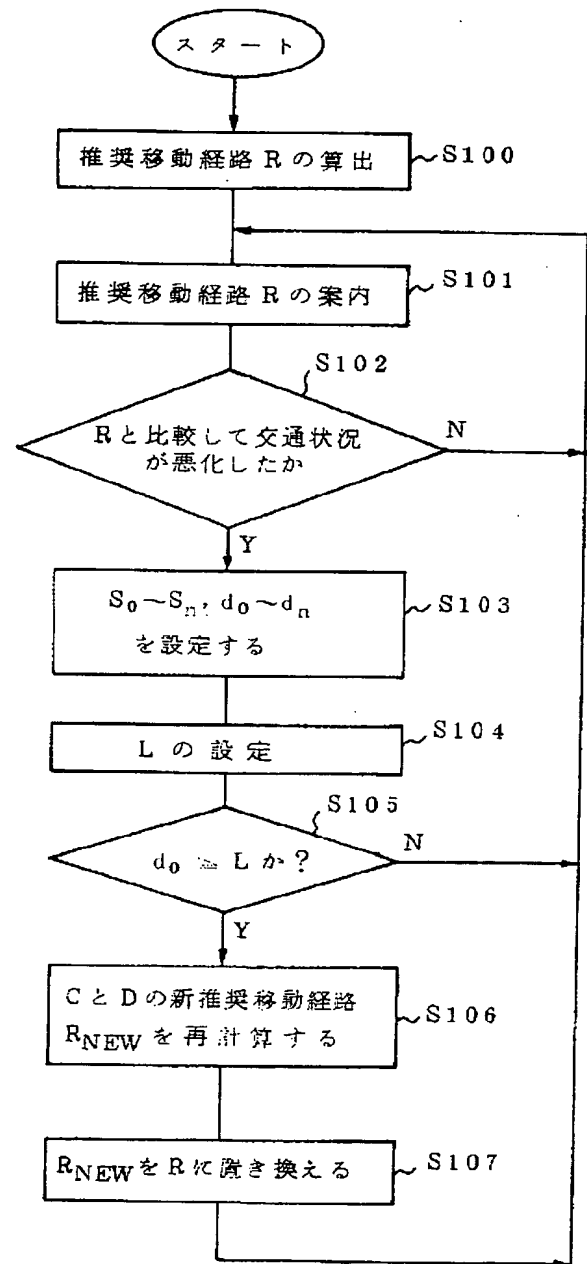 スタート
推奨移動経路Rの算出
S100
推奨移動経路Rの案内
S101
S102
Rと比較して交通状況
が悪化したか
N
Y
S0~Sn, d0~dn
を設定する
S103
Lの設定
S104
S105
d0 ≧ Lか?
N
Y
CとDの新推奨移動経路
RNEWを再計算する
S106
RNEWをRに置き換える
S107